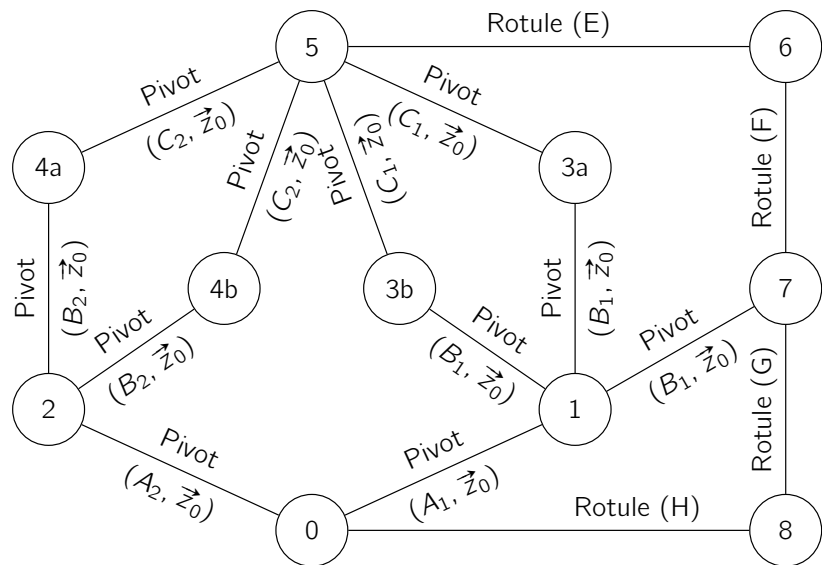 5
Rotule (E)
6
Pivot
(C₂, z⃗₀)
Pivot
(C₂, z⃗₀)
Pivot
(C₁, z⃗₀)
Pivot
(C₁, z⃗₀)
Rotule (F)
4a
3a
Pivot
(B₂, z⃗₀)
4b
3b
Pivot
(B₁, z⃗₀)
7
Pivot
(B₂, z⃗₀)
Pivot
(B₁, z⃗₀)
Pivot
(B₁, z⃗₀)
Rotule (G)
2
1
Pivot
(A₂, z⃗₀)
Pivot
(A₁, z⃗₀)
0
Rotule (H)
8